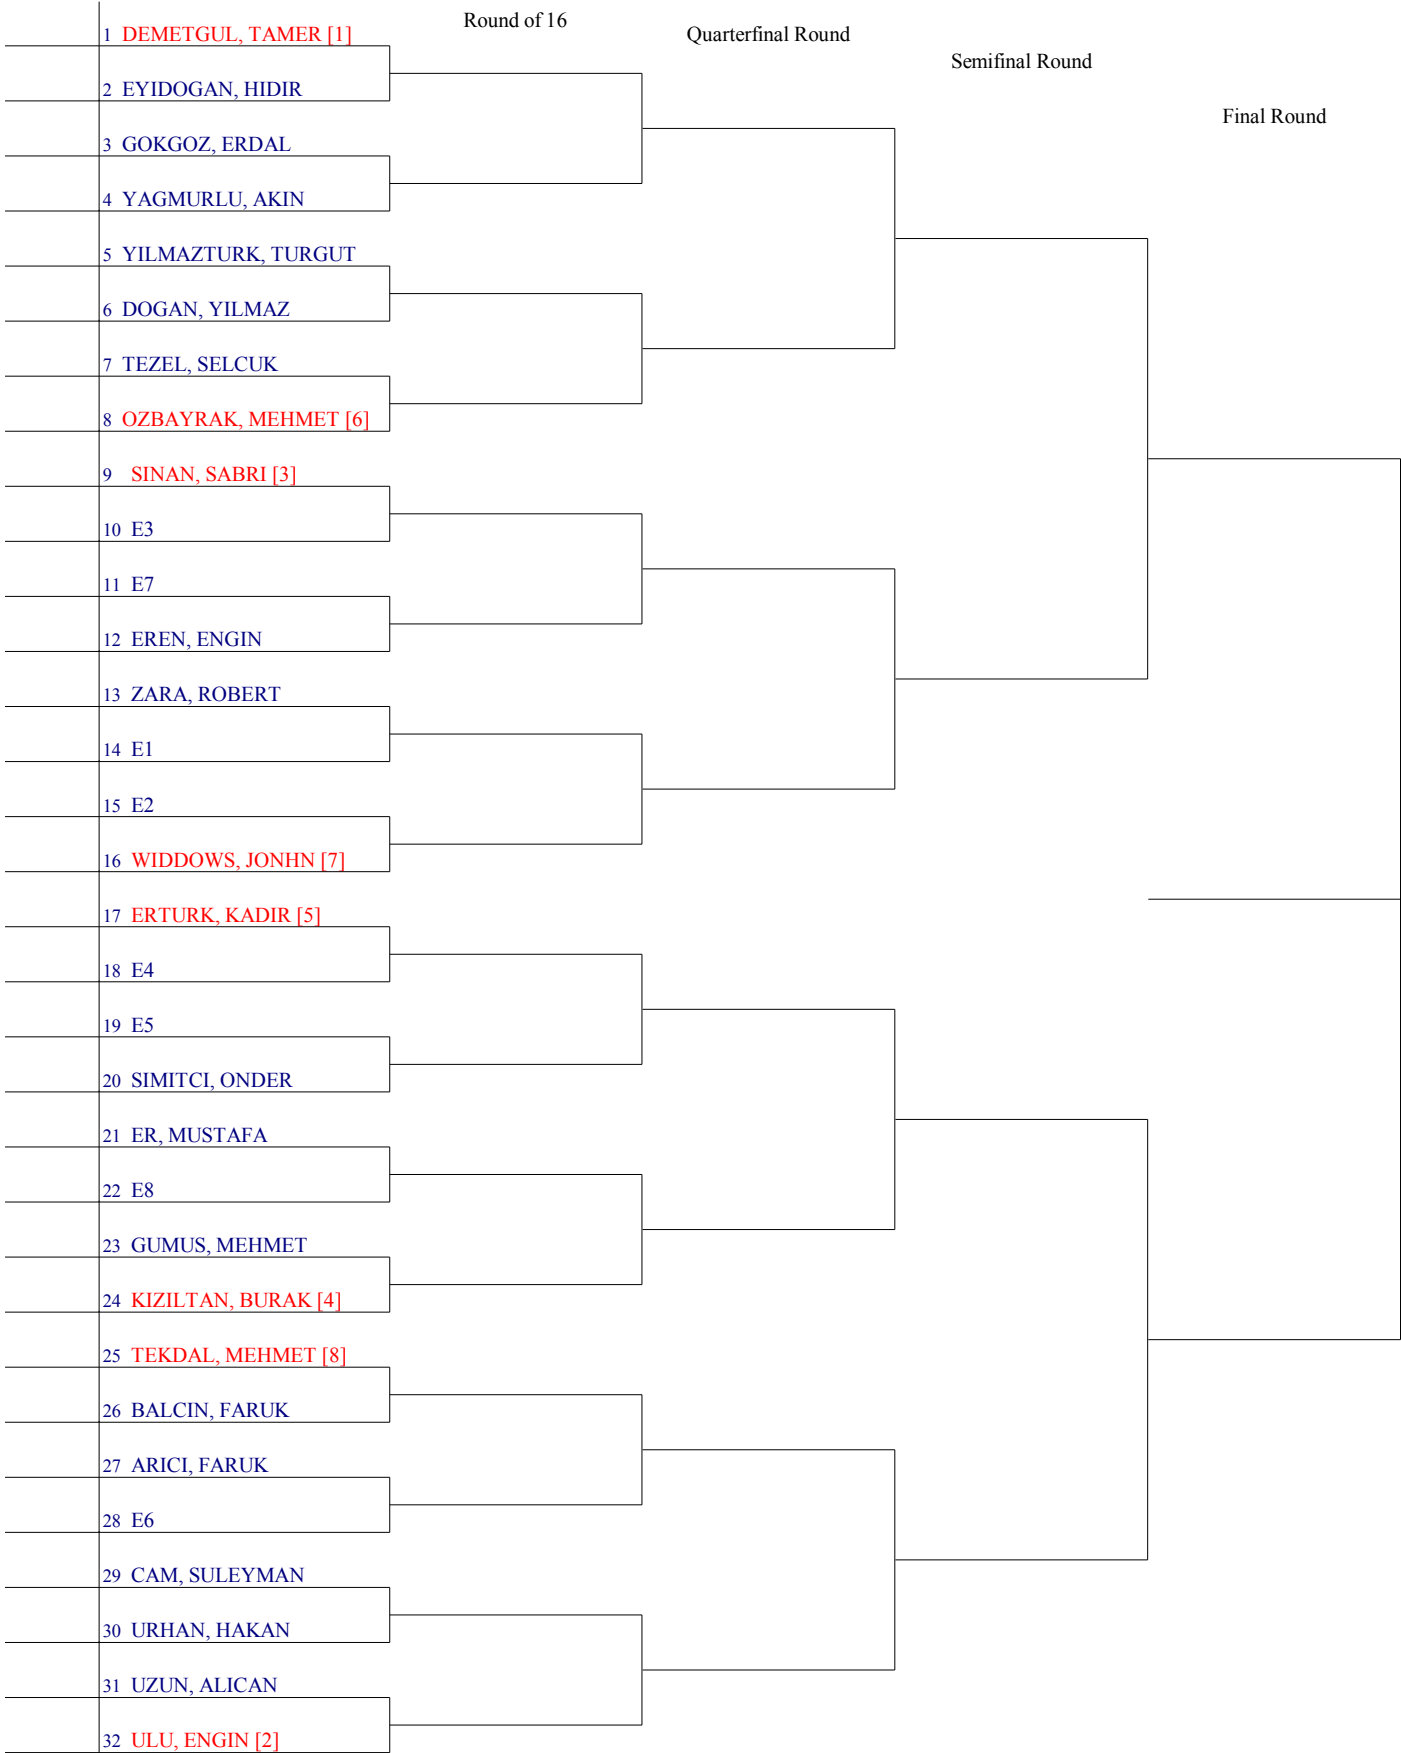 Round of 16
Quarterfinal Round
Semifinal Round
Final Round
1 DEMETGUL, TAMER [1]
2 EYIDOGAN, HIDIR
3 GOKGOZ, ERDAL
4 YAGMURLU, AKIN
5 YILMAZTURK, TURGUT
6 DOGAN, YILMAZ
7 TEZEL, SELCUK
8 OZBAYRAK, MEHMET [6]
9 SINAN, SABRI [3]
10 E3
11 E7
12 EREN, ENGIN
13 ZARA, ROBERT
14 E1
15 E2
16 WIDDOWS, JONHN [7]
17 ERTURK, KADIR [5]
18 E4
19 E5
20 SIMITCI, ONDER
21 ER, MUSTAFA
22 E8
23 GUMUS, MEHMET
24 KIZILTAN, BURAK [4]
25 TEKDAL, MEHMET [8]
26 BALCIN, FARUK
27 ARICI, FARUK
28 E6
29 CAM, SULEYMAN
30 URHAN, HAKAN
31 UZUN, ALICAN
32 ULU, ENGIN [2]